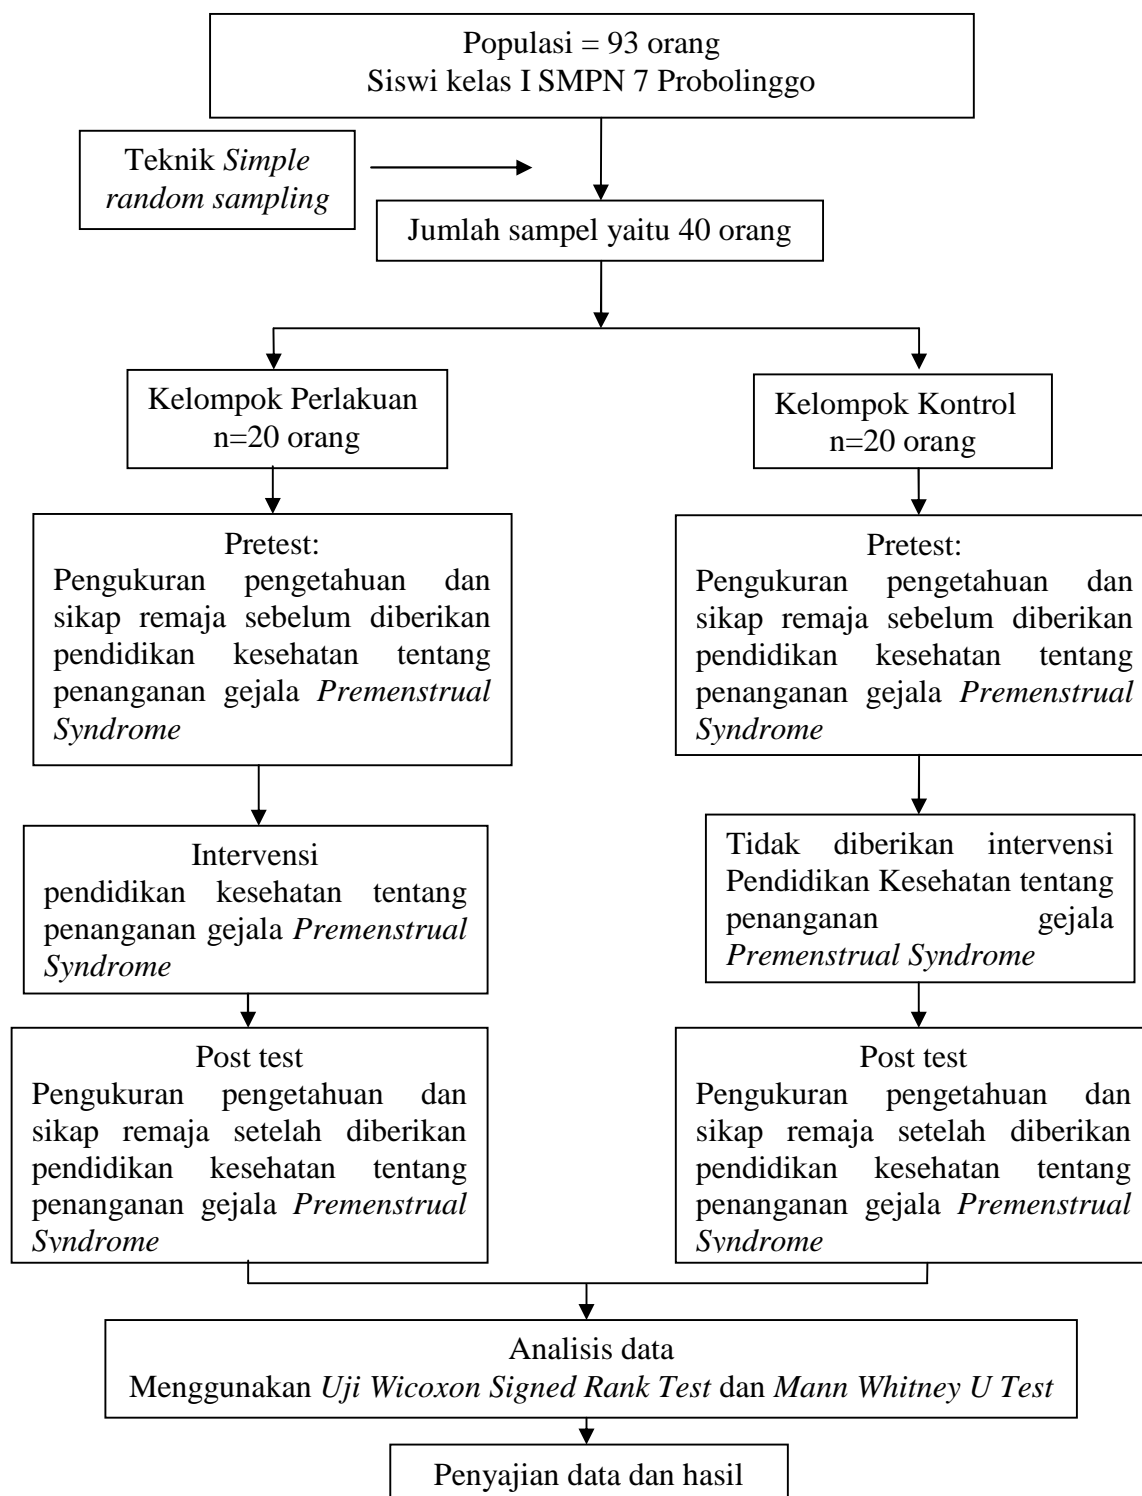 Populasi = 93 orang
Siswi kelas I SMPN 7 Probolinggo
Teknik Simple
random sampling
Jumlah sampel yaitu 40 orang
Kelompok Perlakuan
n=20 orang
Kelompok Kontrol
n=20 orang
Pretest:
Pengukuran pengetahuan dan
sikap remaja sebelum diberikan
pendidikan kesehatan tentang
penanganan gejala Premenstrual
Syndrome
Pretest:
Pengukuran pengetahuan dan
sikap remaja sebelum diberikan
pendidikan kesehatan tentang
penanganan gejala Premenstrual
Syndrome
Intervensi
pendidikan kesehatan tentang
penanganan gejala Premenstrual
Syndrome
Tidak diberikan intervensi
Pendidikan Kesehatan tentang
penanganan gejala
Premenstrual Syndrome
Post test
Pengukuran pengetahuan dan
sikap remaja setelah diberikan
pendidikan kesehatan tentang
penanganan gejala Premenstrual
Syndrome
Post test
Pengukuran pengetahuan dan
sikap remaja setelah diberikan
pendidikan kesehatan tentang
penanganan gejala Premenstrual
Syndrome
Analisis data
Menggunakan Uji Wicoxon Signed Rank Test dan Mann Whitney U Test
Penyajian data dan hasil